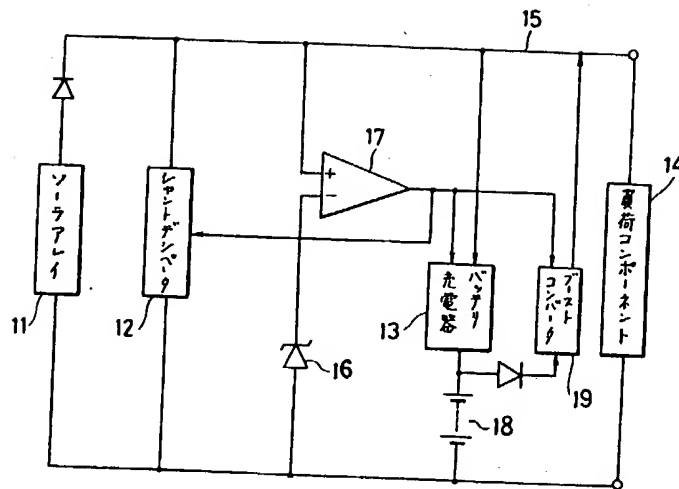 15
17
+
−
14
ソーラアレイ
シャントデシペータ
バッテリ
充電器
ブースト
コンバータ
負荷コンポーネント
11
12
13
16
18
19